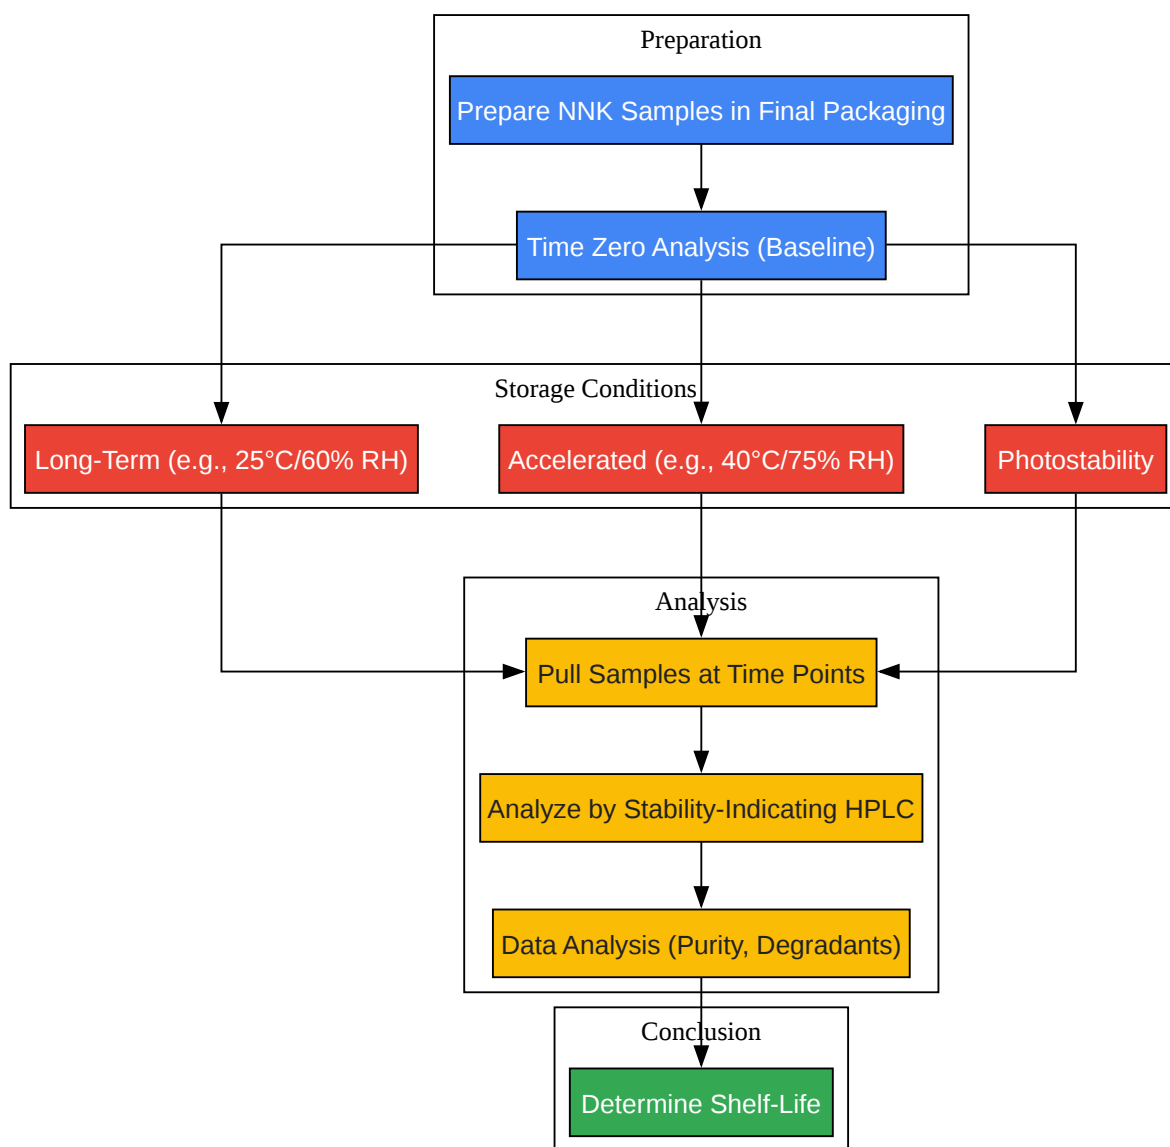 Preparation
Prepare NNK Samples in Final Packaging
Time Zero Analysis (Baseline)
Storage Conditions
Long-Term (e.g., 25°C/60% RH)
Accelerated (e.g., 40°C/75% RH)
Photostability
Analysis
Pull Samples at Time Points
Analyze by Stability-Indicating HPLC
Data Analysis (Purity, Degradants)
Conclusion
Determine Shelf-Life